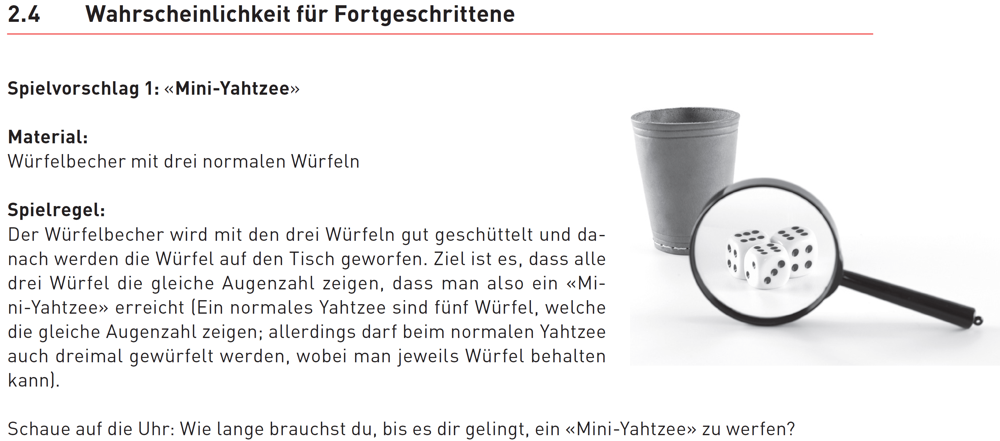 2.4 Wahrscheinlichkeit für Fortgeschrittene
Spielvorschlag 1: «Mini-Yahtzee»
Material:
Würfelbecher mit drei normalen Würfeln
Spielregel:
Der Würfelbecher wird mit den drei Würfeln gut geschüttelt und da-
nach werden die Würfel auf den Tisch geworfen. Ziel ist es, dass alle
drei Würfel die gleiche Augenzahl zeigen, dass man also ein «Mi-
ni-Yahtzee» erreicht (Ein normales Yahtzee sind fünf Würfel, welche
die gleiche Augenzahl zeigen; allerdings darf beim normalen Yahtzee
auch dreimal gewürfelt werden, wobei man jeweils Würfel behalten
kann).
Schaue auf die Uhr: Wie lange brauchst du, bis es dir gelingt, ein «Mini-Yahtzee» zu werfen?